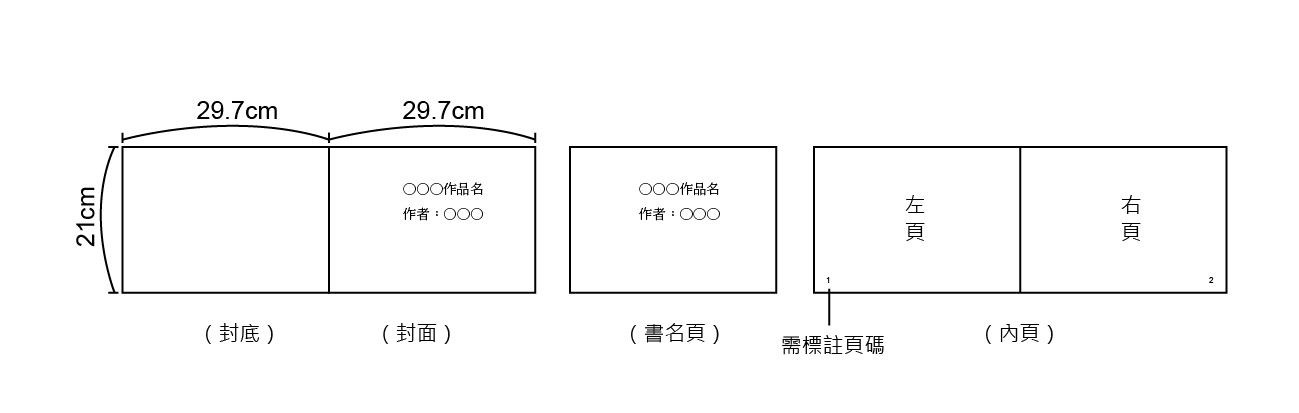 29.7cm
29.7cm
21cm
○○○作品名
作者：○○○
（封底）
（封面）
○○○作品名
作者：○○○
（書名頁）
左頁
右頁
1
2
需標註頁碼
（內頁）